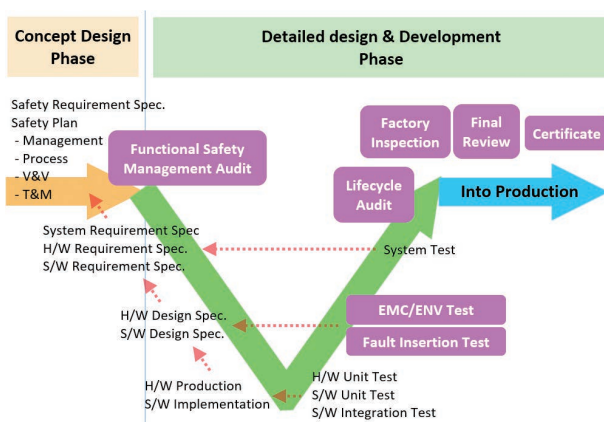 Concept Design
Phase
Detailed design & Development
Phase
Safety Requirement Spec.
Safety Plan
- Management
- Process
- V&V
- T&M
Functional Safety
Management Audit
Factory
Inspection
Final
Review
Certificate
Lifecycle
Audit
Into Production
System Requirement Spec
H/W Requirement Spec.
S/W Requirement Spec.
System Test
H/W Design Spec.
S/W Design Spec.
EMC/ENV Test
Fault Insertion Test
H/W Production
S/W Implementation
H/W Unit Test
S/W Unit Test
S/W Integration Test